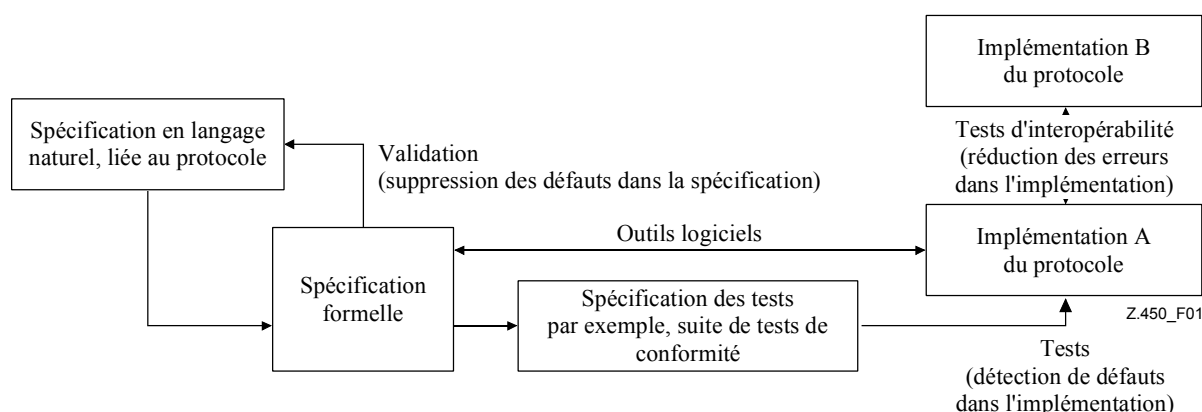 Implémentation B
du protocole
Spécification en langage
naturel, liée au protocole
Validation
(suppression des défauts dans la spécification)
Tests d'interopérabilité
(réduction des erreurs
dans l'implémentation)
Outils logiciels
Implémentation A
du protocole
Spécification
formelle
Spécification des tests
par exemple, suite de tests de
conformité
Z.450_F01
Tests
(détection de défauts
dans l'implémentation)